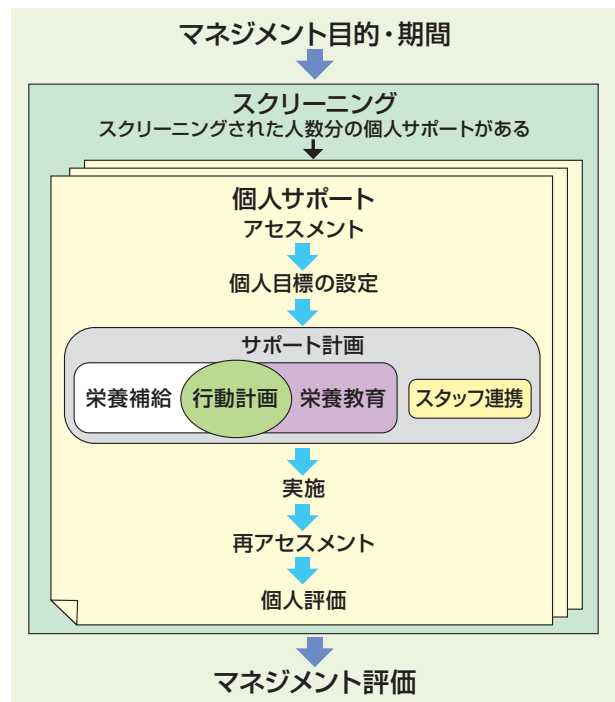 マネジメント目的・期間
スクリーニング
スクリーニングされた人数分の個人サポートがある
個人サポート
アセスメント
個人目標の設定
サポート計画
栄養補給
行動計画
栄養教育
スタッフ連携
実施
再アセスメント
個人評価
マネジメント評価